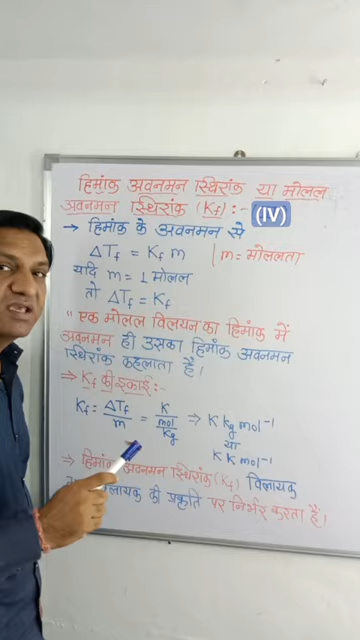 हिमांक अवनमन स्थिरांक या मोलल
अवनमन स्थिरांक (Kf) :- (IV)
→ हिमांक के अवनमन से
ΔTf = Kf m | m = मोललता
यदि m = 1 मोलल
तो ΔTf = Kf
" एक मोलल विलयन का हिमांक में
अवनमन ही उसका हिमांक अवनमन
स्थिरांक कहलाता है।
⇒ Kf की इकाई :-
Kf = ΔTf/m = K/(mol/Kg) ⇒ K Kg mol⁻¹
या
K K mol⁻¹
⇒ हिमांक अवनमन स्थिरांक (Kf) विलायक
की प्रकृति पर निर्भर करता है।